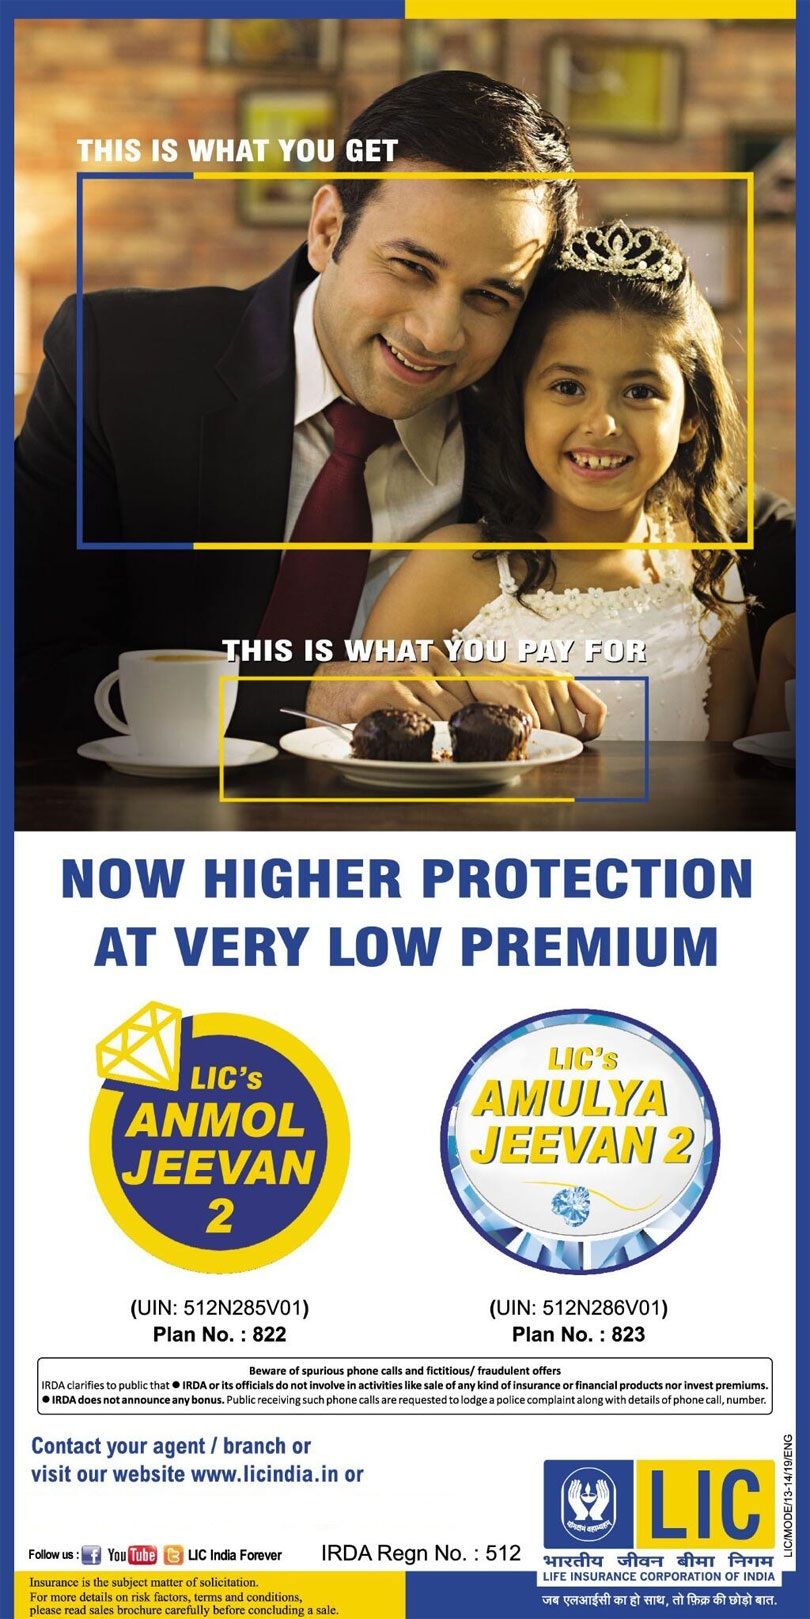 THIS IS WHAT YOU GET
THIS IS WHAT YOU PAY FOR
NOW HIGHER PROTECTION
AT VERY LOW PREMIUM
LIC's
ANMOL
JEEVAN
2
(UIN: 512N285V01)
Plan No. : 822
LIC's
AMULYA
JEEVAN 2
(UIN: 512N286V01)
Plan No. : 823
Beware of spurious phone calls and fictitious/ fraudulent offers
IRDA clarifies to public that ● IRDA or its officials do not involve in activities like sale of any kind of insurance or financial products nor invest premiums.
● IRDA does not announce any bonus. Public receiving such phone calls are requested to lodge a police complaint along with details of phone call, number.
Contact your agent / branch or
visit our website www.licindia.in or
Follow us : f You Tube LIC India Forever
IRDA Regn No. : 512
LIC/MODE/13-14/19/ENG
योगक्षेमं वहाम्यहम्
LIC
भारतीय जीवन बीमा निगम
LIFE INSURANCE CORPORATION OF INDIA
Insurance is the subject matter of solicitation.
For more details on risk factors, terms and conditions,
please read sales brochure carefully before concluding a sale.
जब एलआईसी का हो साथ, तो फ़िक्र की छोड़ो बात.